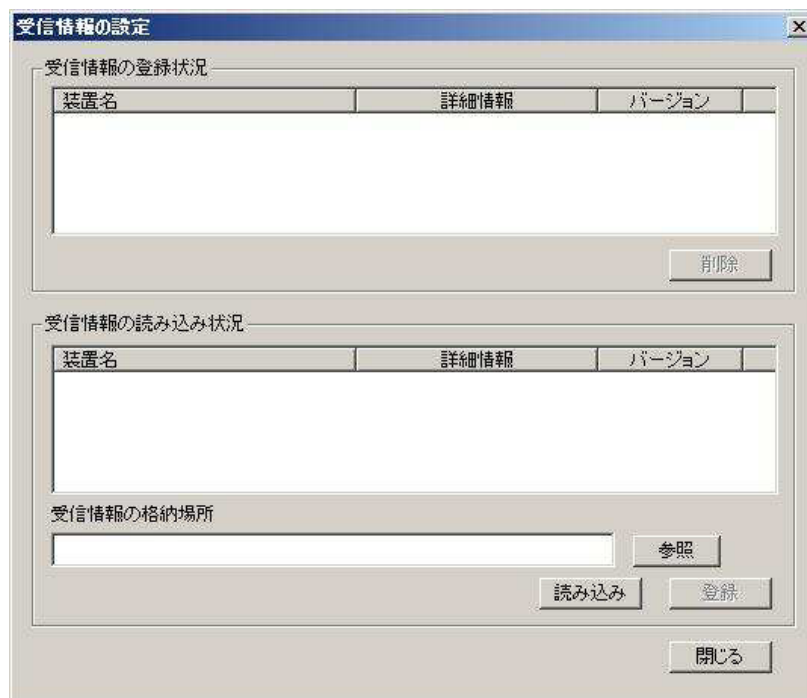 受信情報の設定
受信情報の登録状況
装置名 詳細情報 バージョン
削除
受信情報の読み込み状況
装置名 詳細情報 バージョン
受信情報の格納場所
参照
読み込み 登録
閉じる